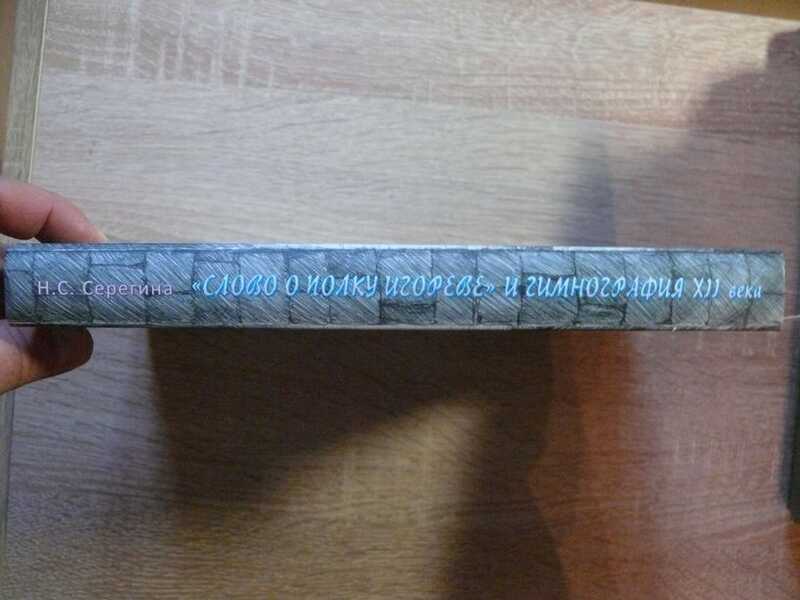 Н.С. Серегина «СЛОВО О ПОЛКУ ИГОРЕВЕ» И ГИМНОГРАФИЯ XII века